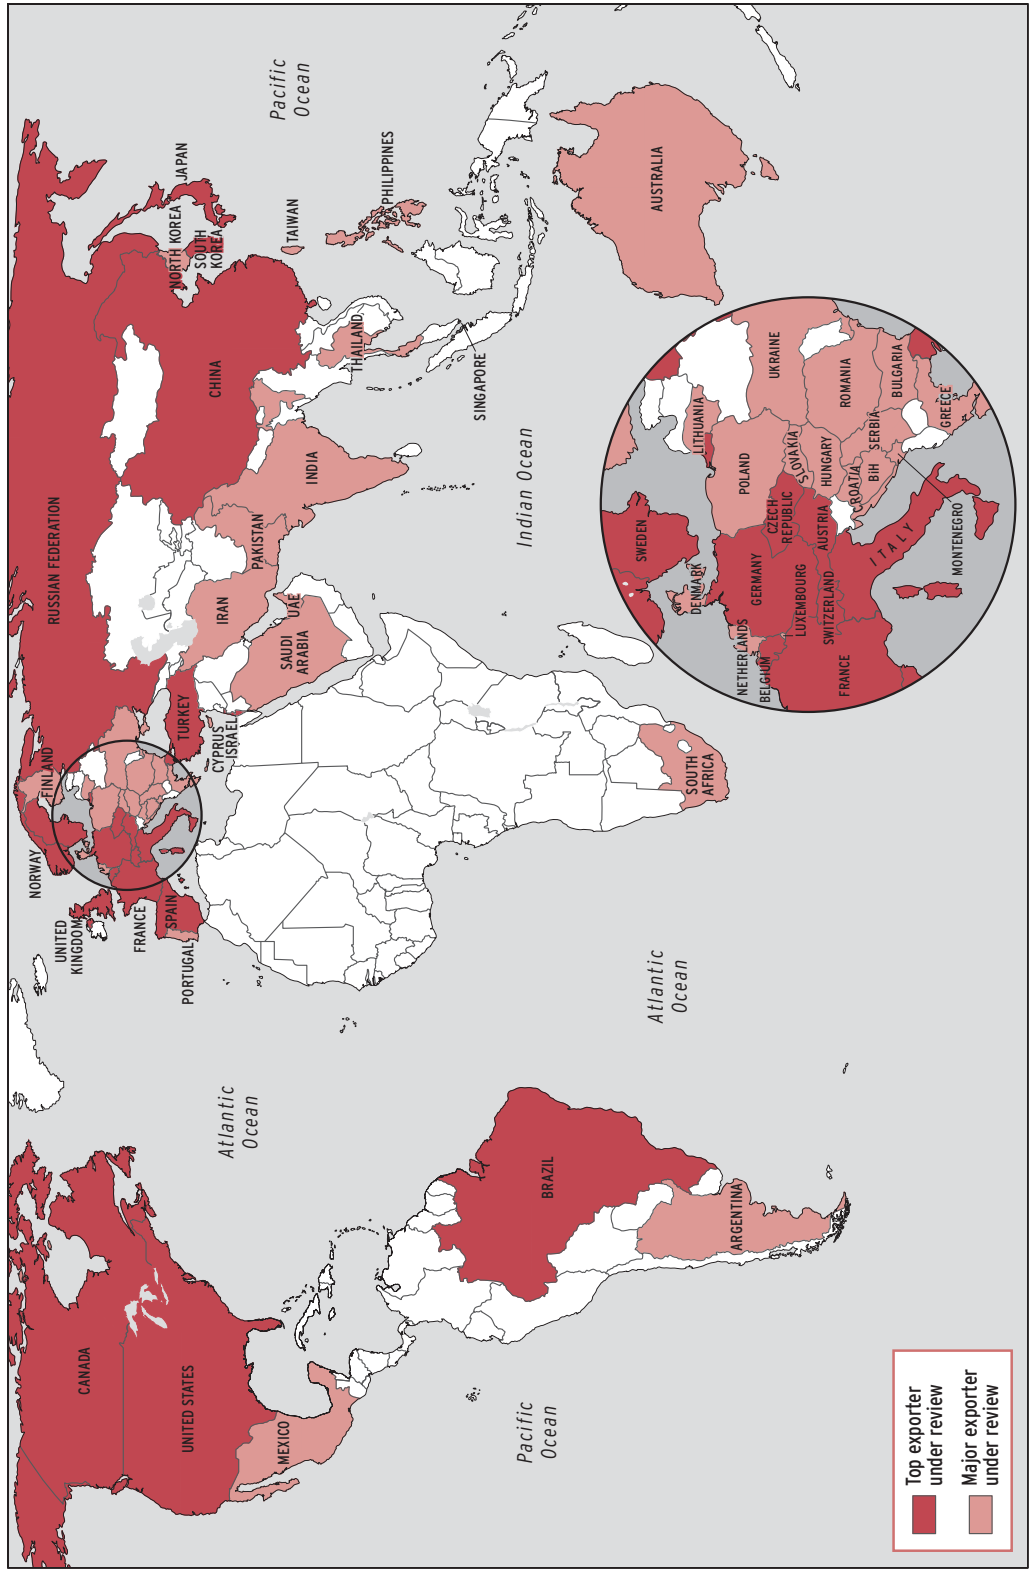 CANADA
UNITED STATES
MEXICO
BRAZIL
ARGENTINA
Pacific
Ocean
Atlantic
Ocean
Atlantic
Ocean
NORWAY
FINLAND
UNITED
KINGDOM
FRANCE
SPAIN
PORTUGAL
RUSSIAN FEDERATION
TURKEY
CYPRUS
ISRAEL
SAUDI
ARABIA
UAE
IRAN
PAKISTAN
INDIA
CHINA
NORTH KOREA
SOUTH
KOREA
JAPAN
TAIWAN
PHILIPPINES
THAILAND
SINGAPORE
SOUTH
AFRICA
AUSTRALIA
Indian Ocean
Pacific
Ocean
SWEDEN
DENMARK
LITHUANIA
NETHERLANDS
BELGIUM
GERMANY
POLAND
CZECH
REPUBLIC
SLOVAKIA
UKRAINE
LUXEMBOURG
AUSTRIA
HUNGARY
ROMANIA
SWITZERLAND
FRANCE
CROATIA
BiH
SERBIA
BULGARIA
ITALY
GREECE
MONTENEGRO
Top exporter
under review
Major exporter
under review